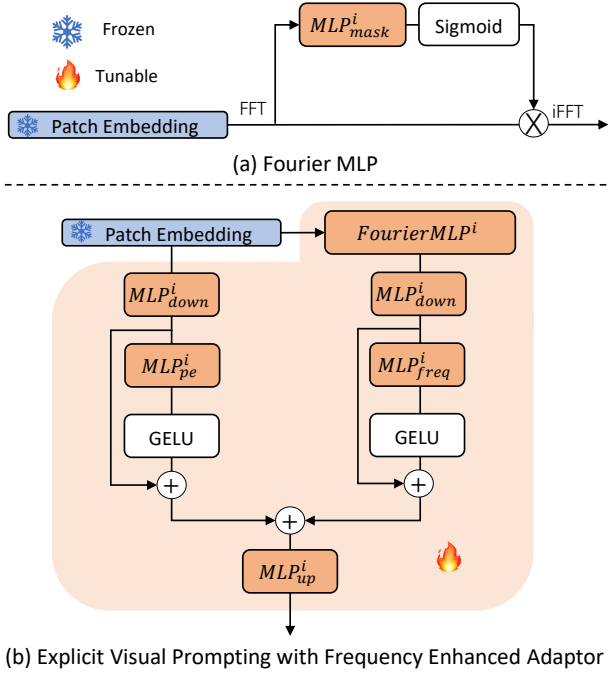 Frozen
Tunable
MLP^i_mask
Sigmoid
FFT
iFFT
Patch Embedding
(a) Fourier MLP
Patch Embedding
FourierMLP^i
MLP^i_down
MLP^i_down
MLP^i_pe
MLP^i_freq
GELU
GELU
MLP^i_up
(b) Explicit Visual Prompting with Frequency Enhanced Adaptor